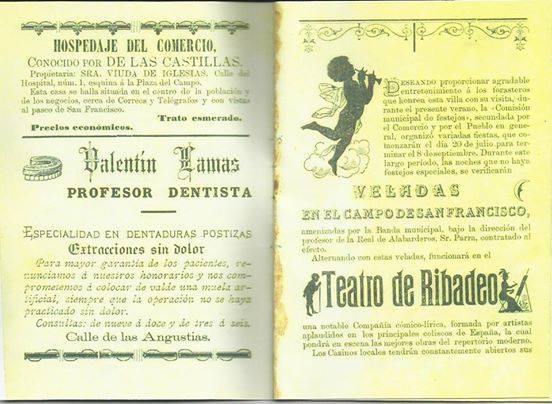 HOSPEDAJE DEL COMERCIO,
CONOCIDO POR DE LAS CASTILLAS.
Propietaria: SRA. VIUDA DE IGLESIAS. Calle del
Hospital, núm. 1, esquina á la Plaza del Campo.
Esta casa se halla situada en el centro de la población y
de los negocios, cerca de Correos y Telégrafos y con vistas
al paseo de San Francisco.
Trato esmerado.
Precios económicos.
Valentín Lamas
PROFESOR DENTISTA
ESPECIALIDAD EN DENTADURAS POSTIZAS
Extracciones sin dolor
Para mayor garantía de los pacientes, re-
nunciamos á nuestros honorarios y nos com-
prometemos á colocar de valde una muela ar-
tificial, siempre que la operación no se haya
practicado sin dolor.
Consultas: de nueve á doce y de tres á seis.
Calle de las Angustias.
DESEANDO proporcionar agradable
entretenimiento á los forasteros
que honren esta villa con su visita, du-
rante el presente verano, la «Comisión
municipal de festejos», secundada por
el Comercio y por el Pueblo en gene-
ral, organizó variadas fiestas, que co-
menzarán el día 20 de julio para ter-
minar el 8 de septiembre. Durante este
largo período, las noches que no haya
festejos especiales, se verificarán
VELADAS
EN EL CAMPO DE SAN FRANCISCO,
amenizadas por la Banda municipal, bajo la dirección del
profesor de la Real de Alabarderos, Sr. Parra, contratado al
efecto.
Alternando con estas veladas, funcionará en el
Teatro de Ribadeo
una notable Compañía cómico-lírica, formada por artistas
aplaudidos en los principales coliseos de España, la cual
pondrá en escena las mejores obras del repertorio moderno.
Los Casinos locales tendrán constantemente abiertos sus